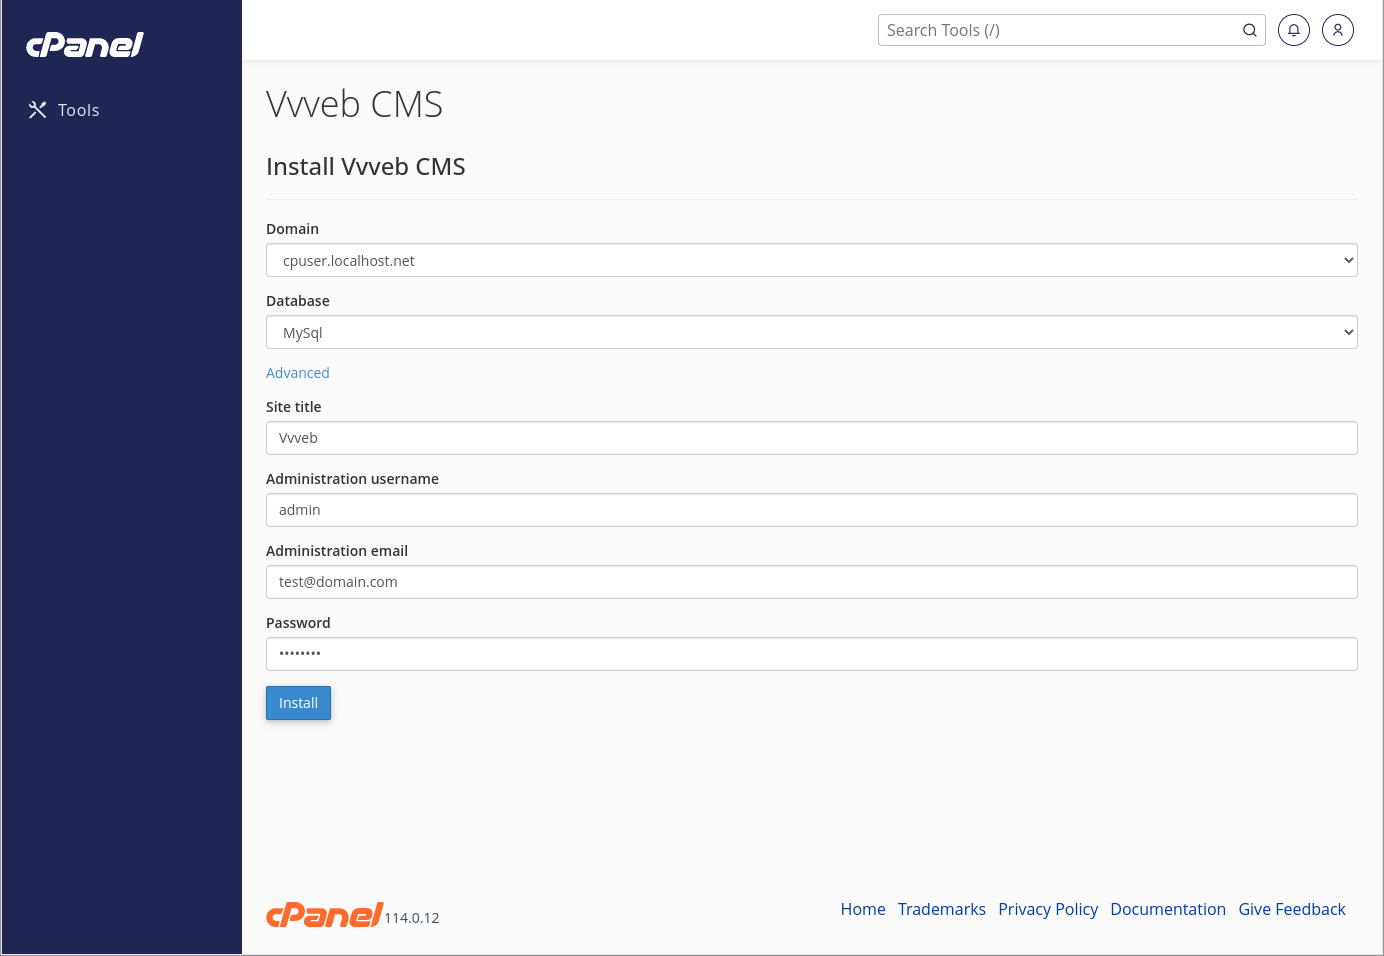 cPanel
Search Tools (/)
Tools
Vvveb CMS
Install Vvveb CMS
Domain
cpuser.localhost.net
Database
MySql
Advanced
Site title
Vvveb
Administration username
admin
Administration email
test@domain.com
Password
••••••••
Install
cPanel 114.0.12
Home Trademarks Privacy Policy Documentation Give Feedback